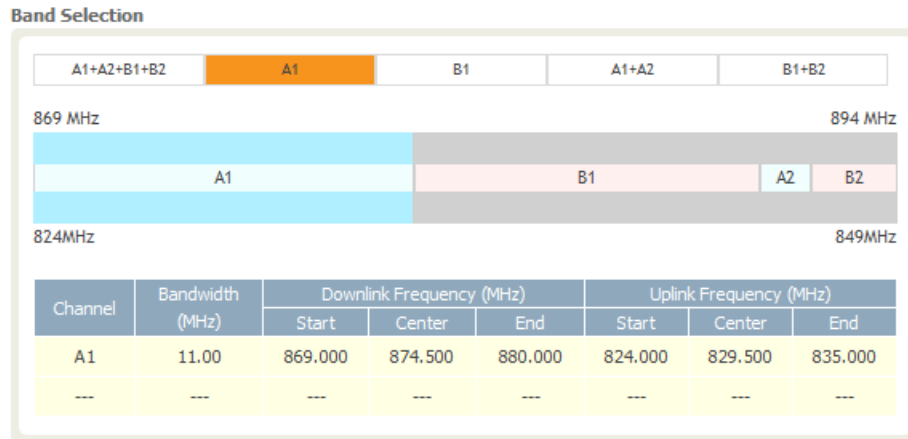 Band Selection
A1+A2+B1+B2 A1 B1 A1+A2 B1+B2
869 MHz 894 MHz
A1 B1 A2 B2
824MHz 849MHz
Channel Bandwidth (MHz) Downlink Frequency (MHz) Uplink Frequency (MHz)
Start Center End Start Center End
A1 11.00 869.000 874.500 880.000 824.000 829.500 835.000
--- --- --- --- --- --- --- ---